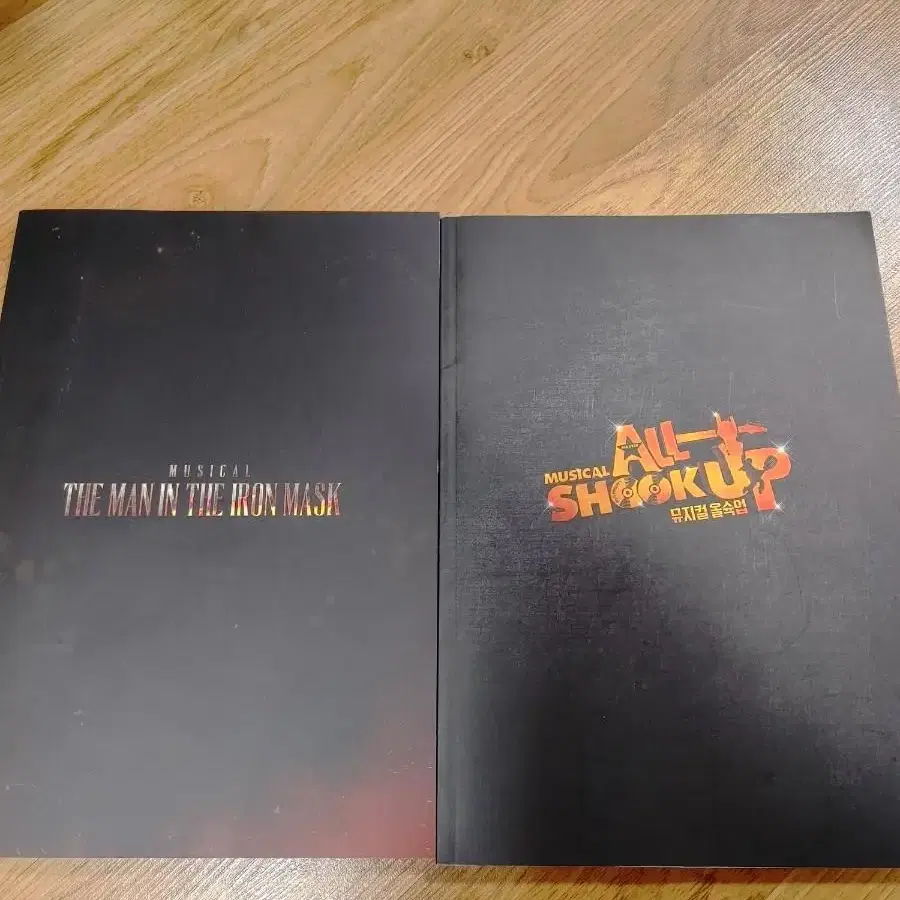 MUSICAL
THE MAN IN THE IRON MASK
MUSICAL ALL
SHOOK UP
뮤지컬 올슉업